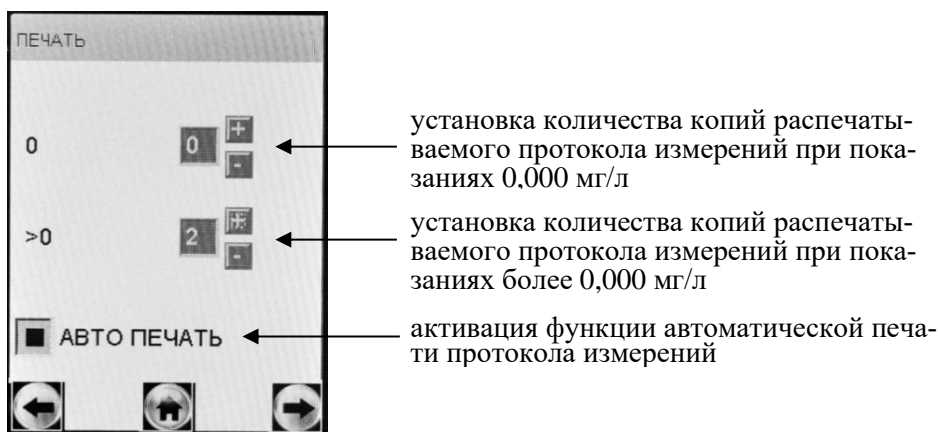 ПЕЧАТЬ
0
0
+
-
установка количества копий распечаты-
ваемого протокола измерений при пока-
заниях 0,000 мг/л
>0
2
+
-
установка количества копий распечаты-
ваемого протокола измерений при пока-
заниях более 0,000 мг/л
АВТО ПЕЧАТЬ
активация функции автоматической печа-
ти протокола измерений